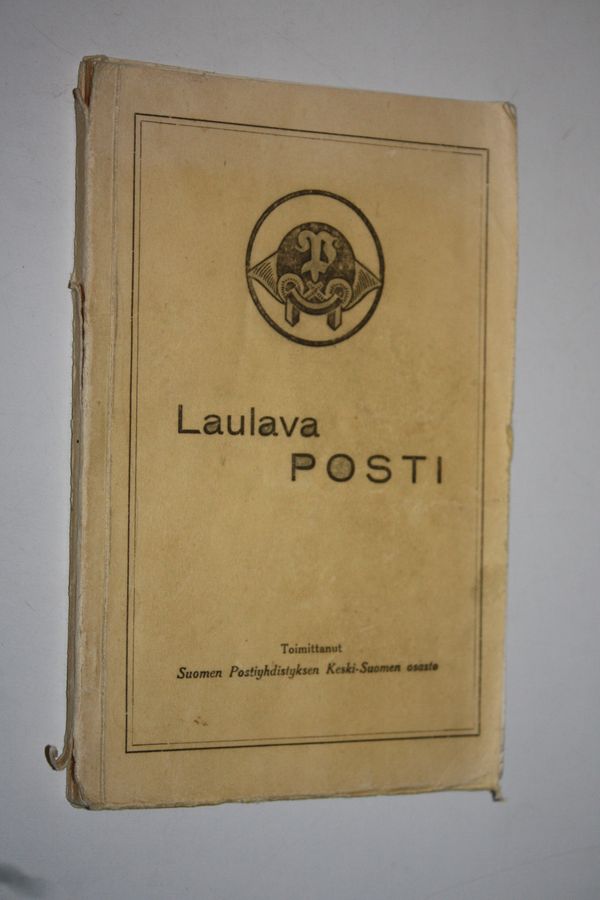 P
Laulava
POSTI
Toimittanut
Suomen Postiyhdistyksen Keski-Suomen osasto